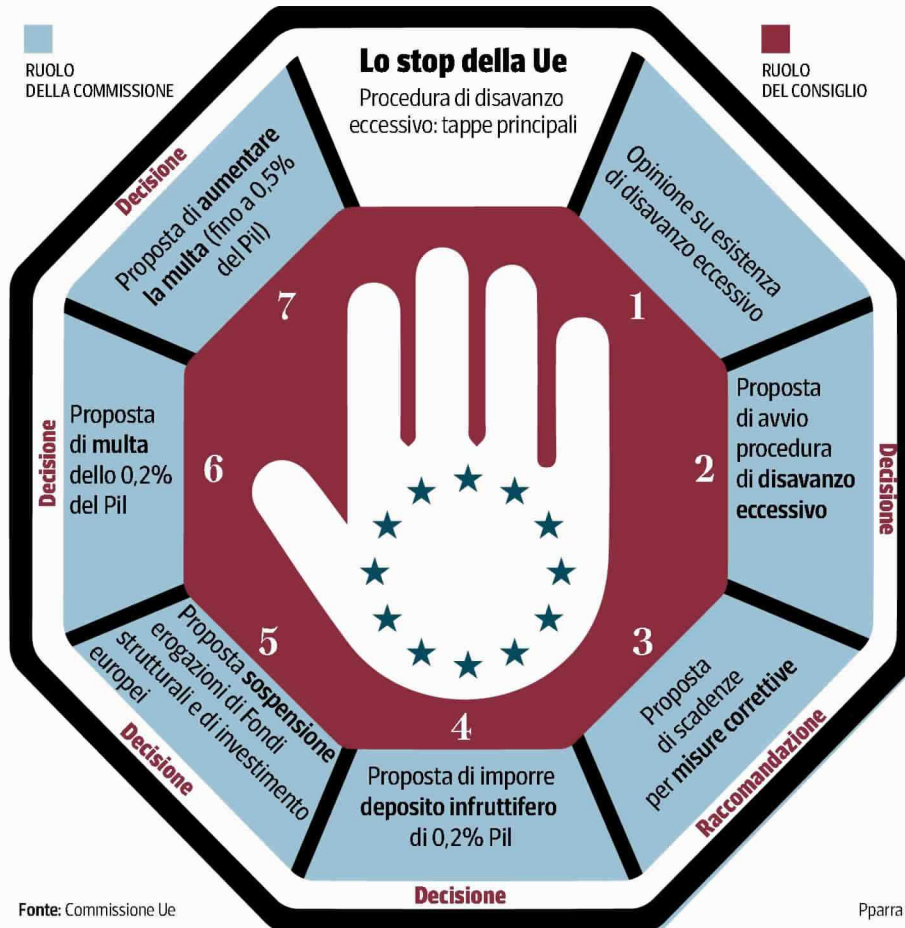 RUOLO
DELLA COMMISSIONE
Lo stop della Ue
Procedura di disavanzo
eccessivo: tappe principali
RUOLO
DEL CONSIGLIO
1
Opinione su esistenza
di disavanzo eccessivo
2
Proposta
di avvio
procedura
di disavanzo
eccessivo
Decisione
3
Proposta
di scadenze
per misure correttive
Raccomandazione
4
Proposta di imporre
deposito infruttifero
di 0,2% Pil
Decisione
5
Proposta sospensione
erogazioni di Fondi
strutturali e di investimento
europei
Decisione
6
Proposta
di multa
dello 0,2%
del Pil
Decisione
7
Proposta di aumentare
la multa (fino a 0,5%
del Pil)
Decisione
Fonte: Commissione Ue
Pparra